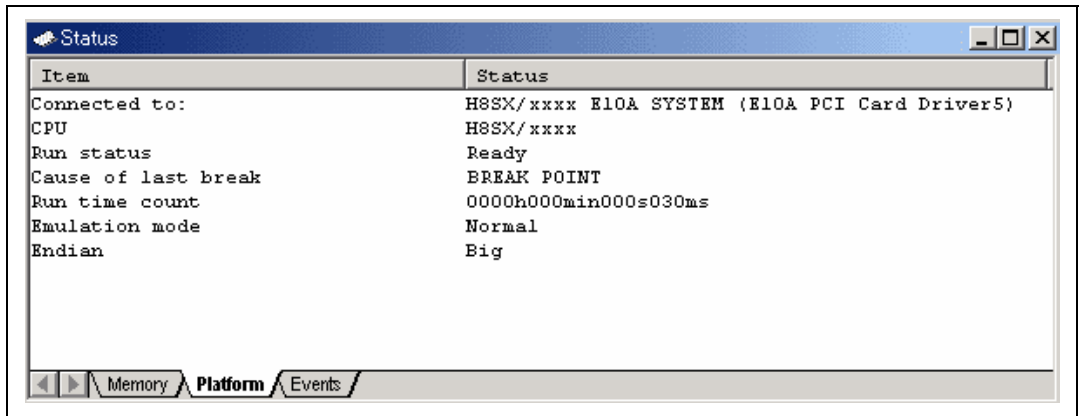 Status
Item Status
Connected to: H8SX/xxxx E10A SYSTEM (E10A PCI Card Driver5)
CPU H8SX/xxxx
Run status Ready
Cause of last break BREAK POINT
Run time count 0000h000min000s030ms
Emulation mode Normal
Endian Big
Memory Platform Events